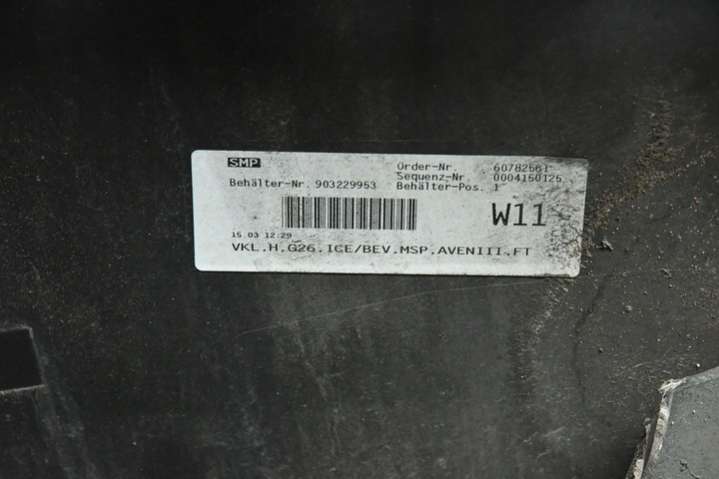 SMP
Order-Nr. 60782561
Sequenz-Nr. 0004150125
Behälter-Nr. 903229953 Behälter-Pos. 1
W11
15.03 12:29
VKL.H.G26.ICE/BEV.MSP.AVENIII.FT